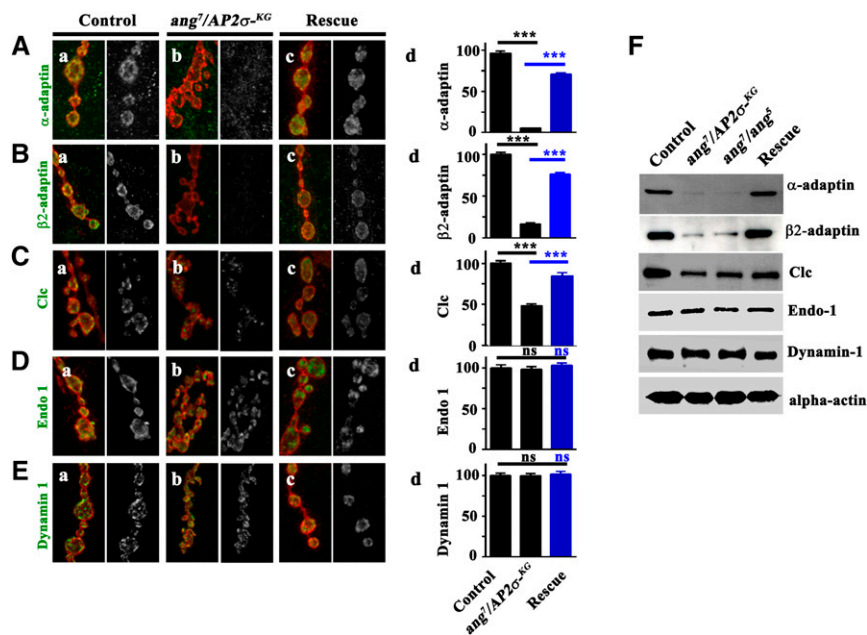 Control
ang⁷/AP2σ-ᴷᴳ
Rescue
A
α-adaptin
a
b
c
d
100
50
0
α-adaptin
***
***
B
β2-adaptin
a
b
c
d
100
50
0
β2-adaptin
***
***
C
Clc
a
b
c
d
100
50
0
Clc
***
***
D
Endo 1
a
b
c
d
100
50
0
Endo 1
ns
ns
E
Dynamin 1
a
b
c
d
100
50
0
Dynamin 1
ns
ns
Control
ang⁷/AP2σ-ᴷᴳ
Rescue
F
Control
ang⁷/AP2σ-ᴷᴳ
ang⁷/ang⁵
Rescue
α-adaptin
β2-adaptin
Clc
Endo-1
Dynamin-1
alpha-actin